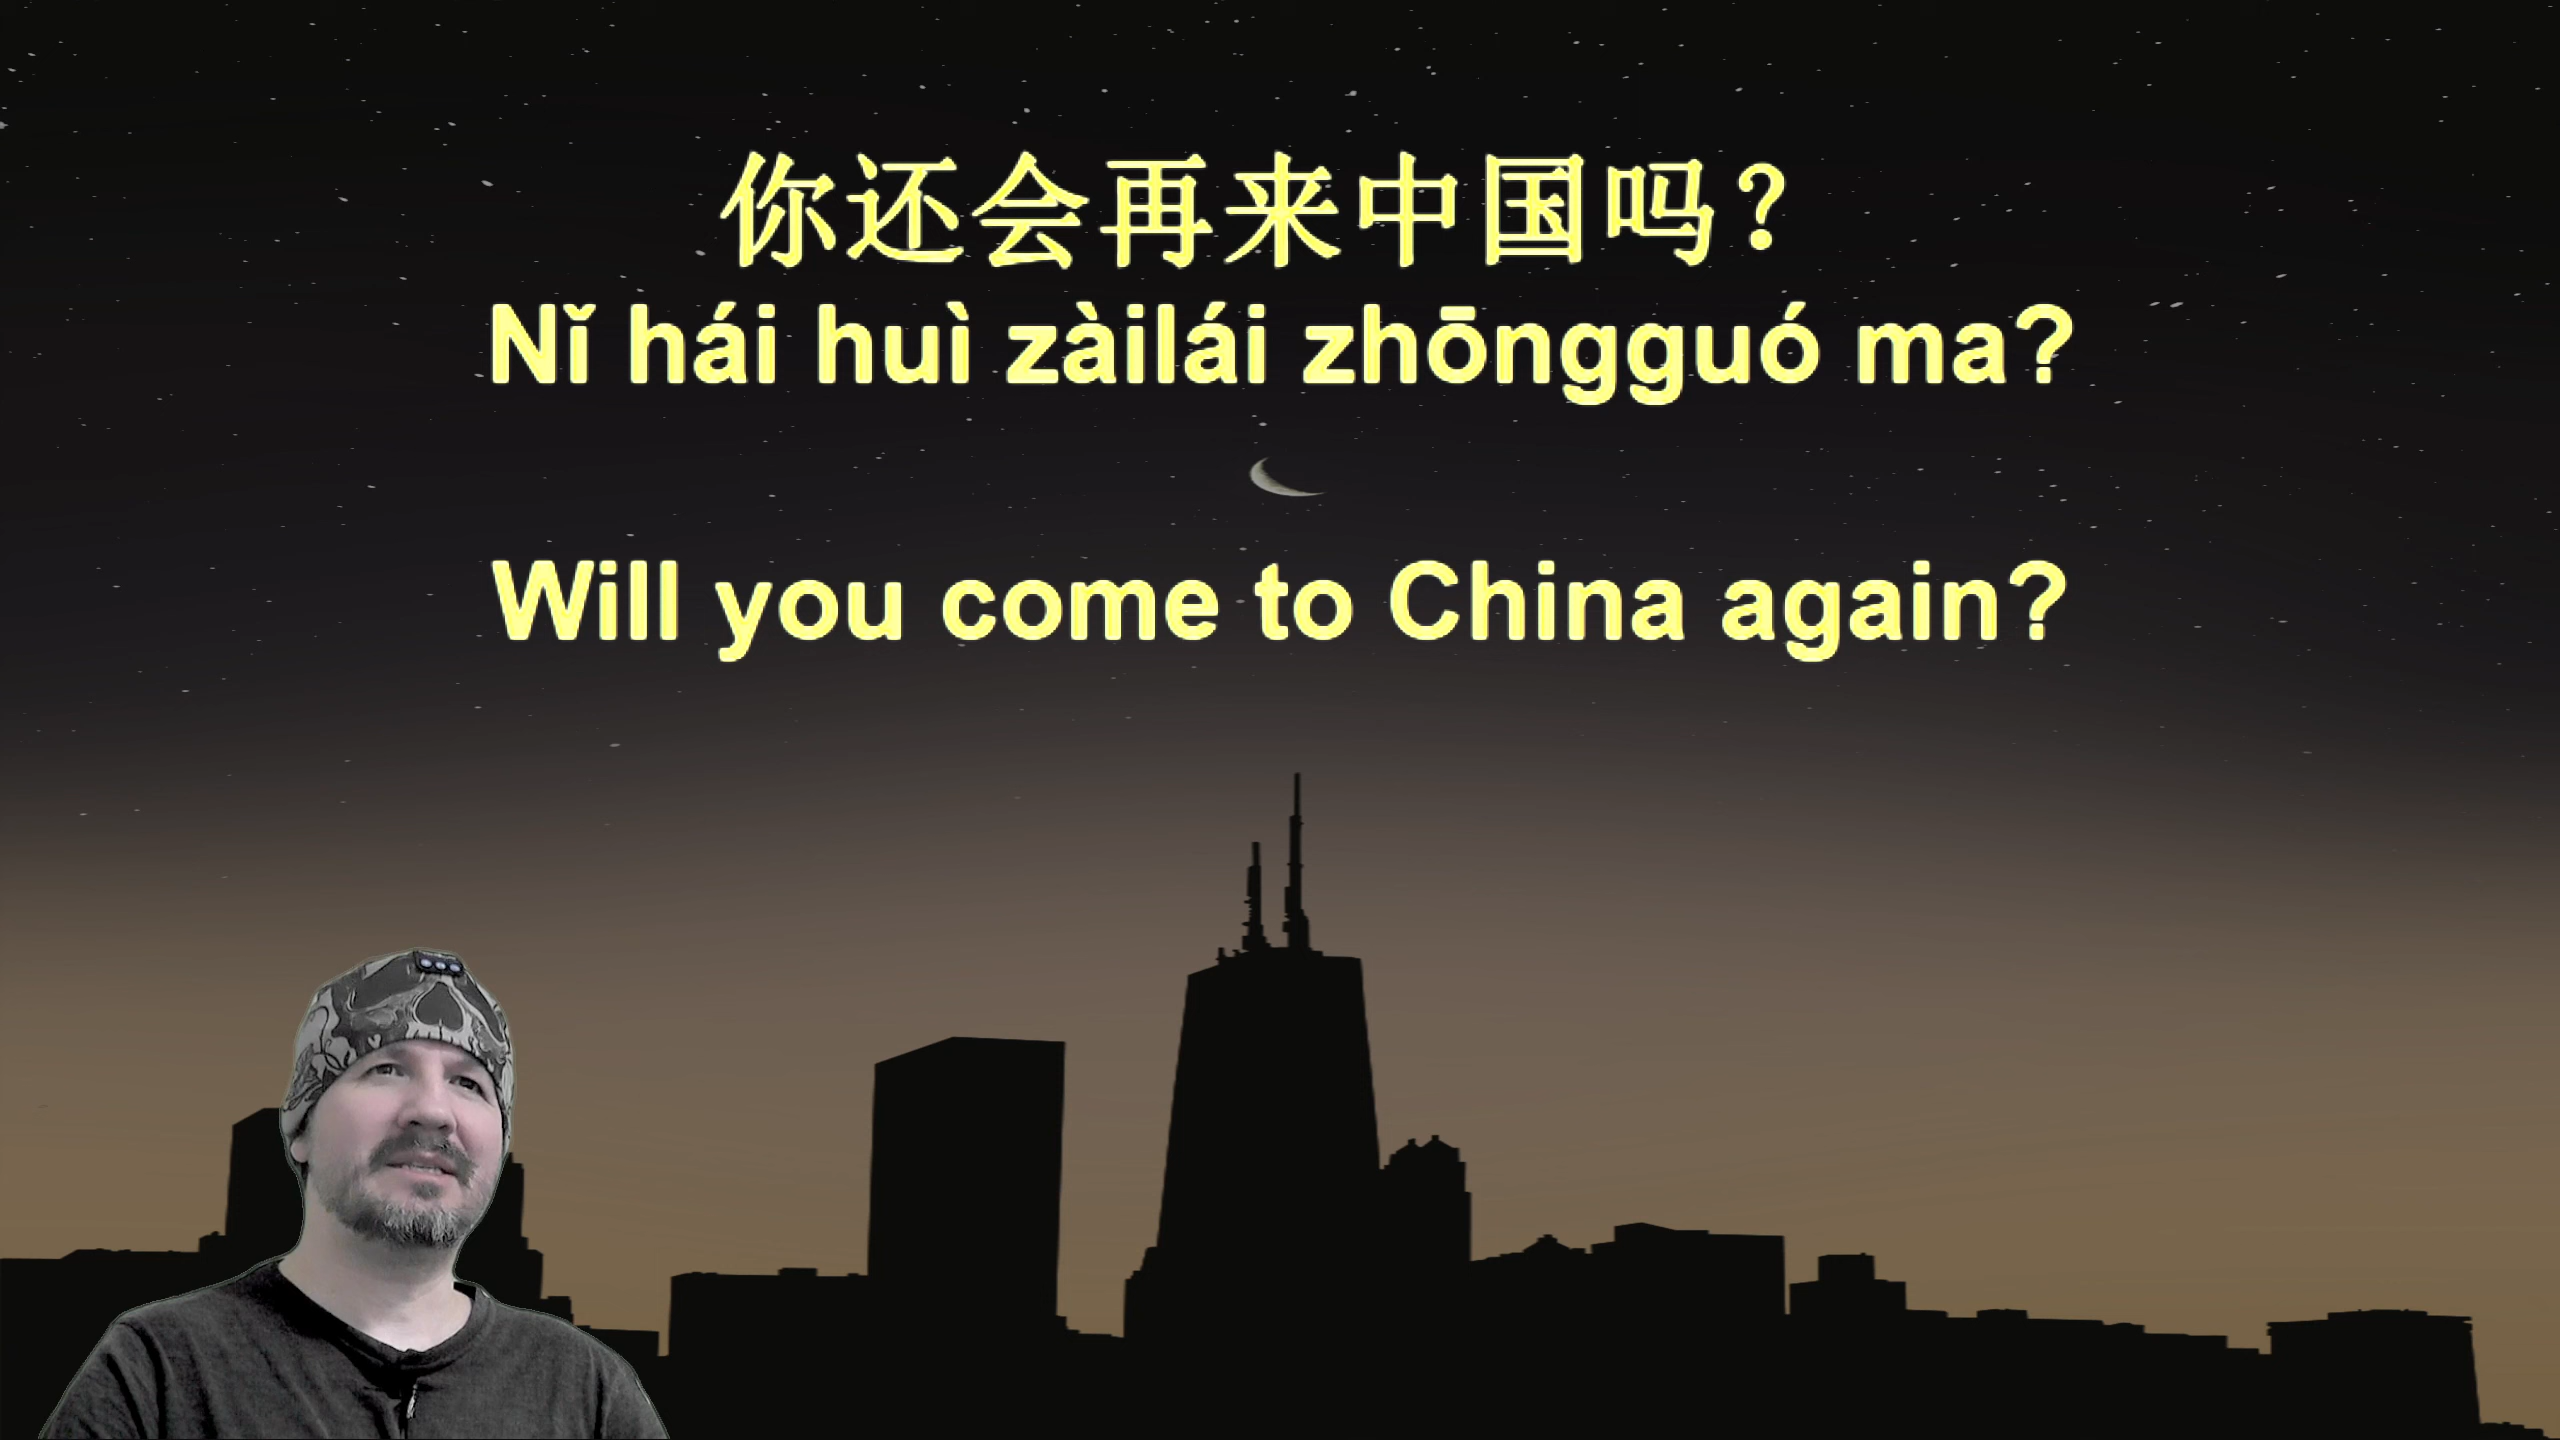 你还会再来中国吗？
Nǐ hái huì zàilái zhōngguó ma?
Will you come to China again?